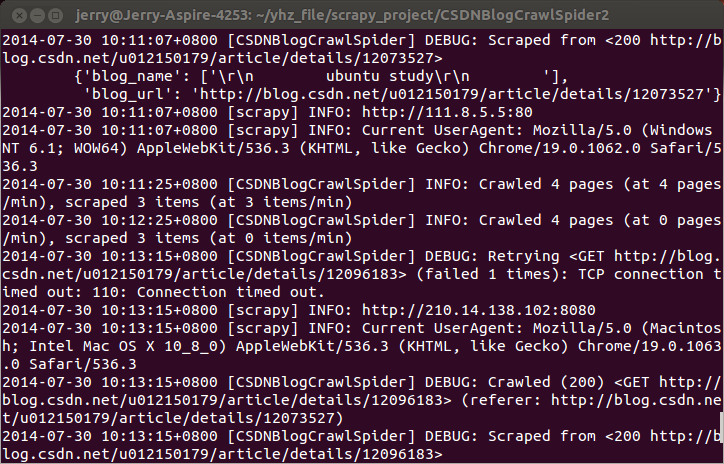 jerry@Jerry-Aspire-4253: ~/yhz_file/scrapy_project/CSDNBlogCrawlSpider2
2014-07-30 10:11:07+0800 [CSDNBlogCrawlSpider] DEBUG: Scraped from <200 http://b
log.csdn.net/u012150179/article/details/12073527>
{'blog_name': ['\r\n        ubuntu study\r\n        '],
'blog_url': 'http://blog.csdn.net/u012150179/article/details/12073527'}
2014-07-30 10:11:07+0800 [scrapy] INFO: http://111.8.5.5:80
2014-07-30 10:11:07+0800 [scrapy] INFO: Current UserAgent: Mozilla/5.0 (Windows
NT 6.1; WOW64) AppleWebKit/536.3 (KHTML, like Gecko) Chrome/19.0.1062.0 Safari/5
36.3
2014-07-30 10:11:25+0800 [CSDNBlogCrawlSpider] INFO: Crawled 4 pages (at 4 pages
/min), scraped 3 items (at 3 items/min)
2014-07-30 10:12:25+0800 [CSDNBlogCrawlSpider] INFO: Crawled 4 pages (at 0 pages
/min), scraped 3 items (at 0 items/min)
2014-07-30 10:13:15+0800 [CSDNBlogCrawlSpider] DEBUG: Retrying <GET http://blog.
csdn.net/u012150179/article/details/12096183> (failed 1 times): TCP connection t
imed out: 110: Connection timed out.
2014-07-30 10:13:15+0800 [scrapy] INFO: http://210.14.138.102:8080
2014-07-30 10:13:15+0800 [scrapy] INFO: Current UserAgent: Mozilla/5.0 (Macintos
h; Intel Mac OS X 10_8_0) AppleWebKit/536.3 (KHTML, like Gecko) Chrome/19.0.1063
.0 Safari/536.3
2014-07-30 10:13:15+0800 [CSDNBlogCrawlSpider] DEBUG: Crawled (200) <GET http://
blog.csdn.net/u012150179/article/details/12096183> (referer: http://blog.csdn.ne
t/u012150179/article/details/12073527)
2014-07-30 10:13:15+0800 [CSDNBlogCrawlSpider] DEBUG: Scraped from <200 http://b
log.csdn.net/u012150179/article/details/12096183>